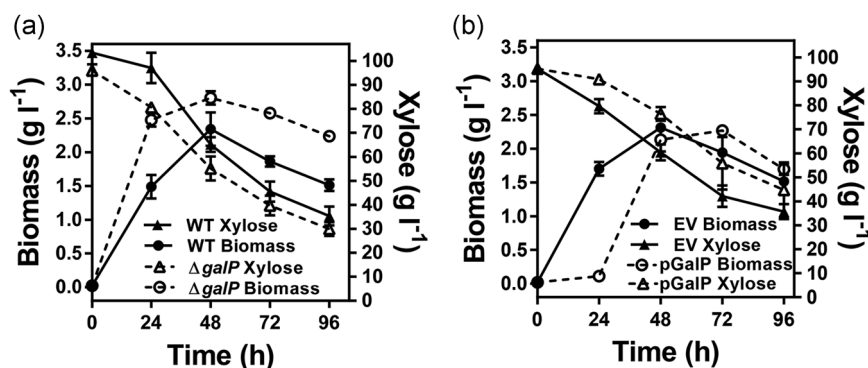 (a)
Biomass (g l⁻¹)
3.5
3.0
2.5
2.0
1.5
1.0
0.5
0.0
100
90
80
70
60
50
40
30
20
10
0
Xylose (g l⁻¹)
WT Xylose
WT Biomass
ΔgalP Xylose
ΔgalP Biomass
0 24 48 72 96
Time (h)
(b)
Biomass (g l⁻¹)
3.5
3.0
2.5
2.0
1.5
1.0
0.5
0.0
100
90
80
70
60
50
40
30
20
10
0
Xylose (g l⁻¹)
EV Biomass
EV Xylose
pGalP Biomass
pGalP Xylose
0 24 48 72 96
Time (h)